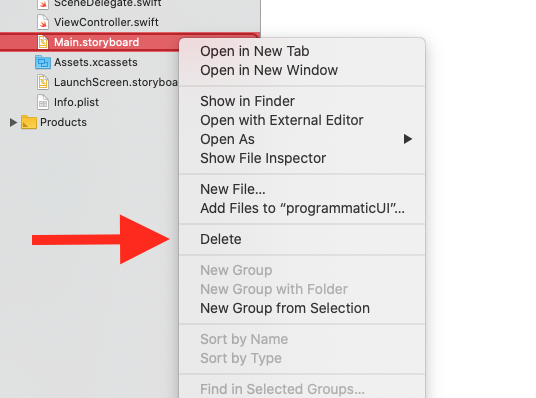 SceneDelegate.swift
ViewController.swift
Main.storyboard
Assets.xcassets
LaunchScreen.storyboa
Info.plist
Products
Open in New Tab
Open in New Window
Show in Finder
Open with External Editor
Open As
Show File Inspector
New File...
Add Files to “programmaticUI”...
Delete
New Group
New Group with Folder
New Group from Selection
Sort by Name
Sort by Type
Find in Selected Groups...